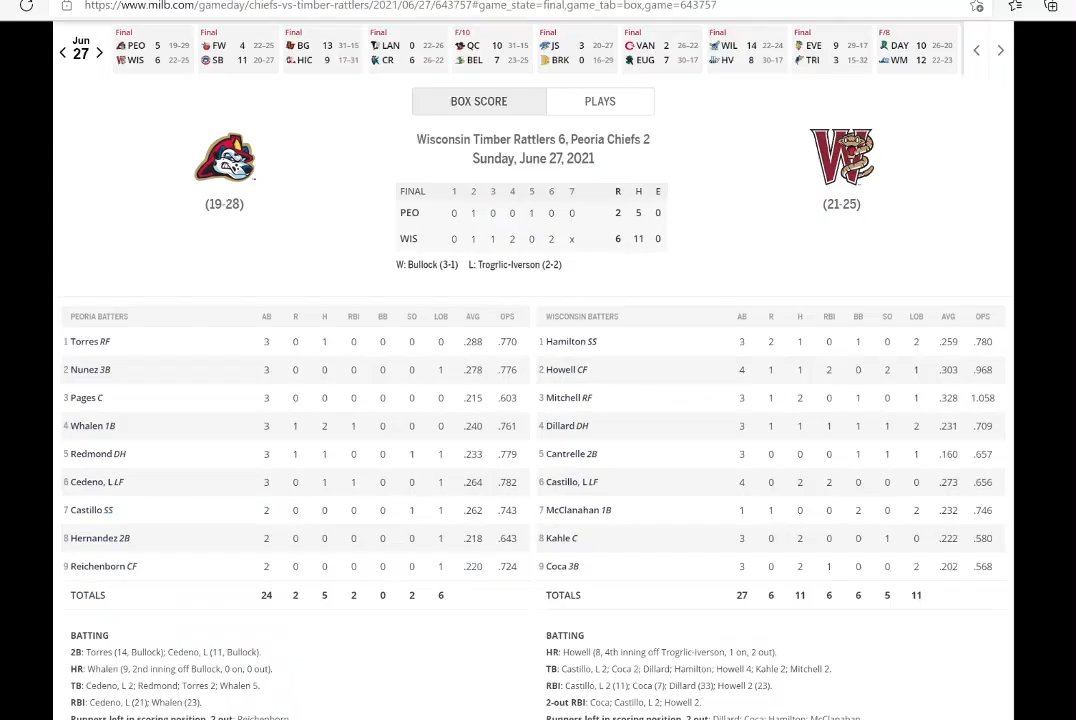 https://www.milb.com/gameday/chiefs-vs-timber-rattlers/2021/06/27/643757#game_state=final,game_tab=box,game=643757
Jun
27
Final
PEO 5 19-29
WIS 6 22-25
Final
FW 4 22-25
SB 11 20-27
Final
BG 13 31-15
HIC 9 17-31
Final
LAN 0 22-26
CR 6 26-22
F/10
QC 10 31-15
BEL 7 23-25
Final
JS 3 20-27
BRK 0 16-29
Final
VAN 2 26-22
EUG 7 30-17
Final
WIL 14 22-24
HV 8 30-17
Final
EVE 9 29-17
TRI 3 15-32
F/8
DAY 10 26-20
WM 12 22-23
BOX SCORE PLAYS
Wisconsin Timber Rattlers 6, Peoria Chiefs 2
Sunday, June 27, 2021
(19-28)
(21-25)
FINAL 1 2 3 4 5 6 7 R H E
PEO 0 1 0 0 1 0 0 2 5 0
WIS 0 1 1 2 0 2 x 6 11 0
W: Bullock (3-1) L: Trogrlic-Iverson (2-2)
PEORIA BATTERS AB R H RBI BB SO LOB AVG OPS
1 Torres RF 3 0 1 0 0 0 0 .288 .770
2 Nunez 3B 3 0 0 0 0 0 1 .278 .776
3 Pages C 3 0 0 0 0 0 0 .215 .603
4 Whalen 1B 3 1 2 1 0 0 0 .240 .761
5 Redmond DH 3 1 1 0 0 1 1 .233 .779
6 Cedeno, L LF 3 0 1 1 0 0 1 .264 .782
7 Castillo SS 2 0 0 0 0 1 1 .262 .743
8 Hernandez 2B 2 0 0 0 0 0 1 .218 .643
9 Reichenborn CF 2 0 0 0 0 0 1 .220 .724
TOTALS 24 2 5 2 0 2 6
BATTING
2B: Torres (14, Bullock); Cedeno, L (11, Bullock).
HR: Whalen (9, 2nd inning off Bullock, 0 on, 0 out).
TB: Cedeno, L 2; Redmond; Torres 2; Whalen 5.
RBI: Cedeno, L (21); Whalen (23).
Runners left in scoring position, 2 out: Reichenborn
WISCONSIN BATTERS AB R H RBI BB SO LOB AVG OPS
1 Hamilton SS 3 2 1 0 1 0 2 .259 .780
2 Howell CF 4 1 1 2 0 2 1 .303 .968
3 Mitchell RF 3 1 2 0 1 0 1 .328 1.058
4 Dillard DH 3 1 1 1 1 1 2 .231 .709
5 Cantrelle 2B 3 0 0 0 1 1 1 .160 .657
6 Castillo, L LF 4 0 2 2 0 0 0 .273 .656
7 McClanahan 1B 1 1 0 0 2 0 2 .232 .746
8 Kahle C 3 0 2 0 0 1 0 .222 .580
9 Coca 3B 3 0 2 1 0 0 2 .202 .568
TOTALS 27 6 11 6 6 5 11
BATTING
HR: Howell (8, 4th inning off Trogrlic-Iverson, 1 on, 2 out).
TB: Castillo, L 2; Coca 2; Dillard; Hamilton; Howell 4; Kahle 2; Mitchell 2.
RBI: Castillo, L 2 (11); Coca (7); Dillard (33); Howell 2 (23).
2-out RBI: Coca; Castillo, L 2; Howell 2.
Runners left in scoring position, 2 out: Dillard; Coca; Hamilton; McClanahan